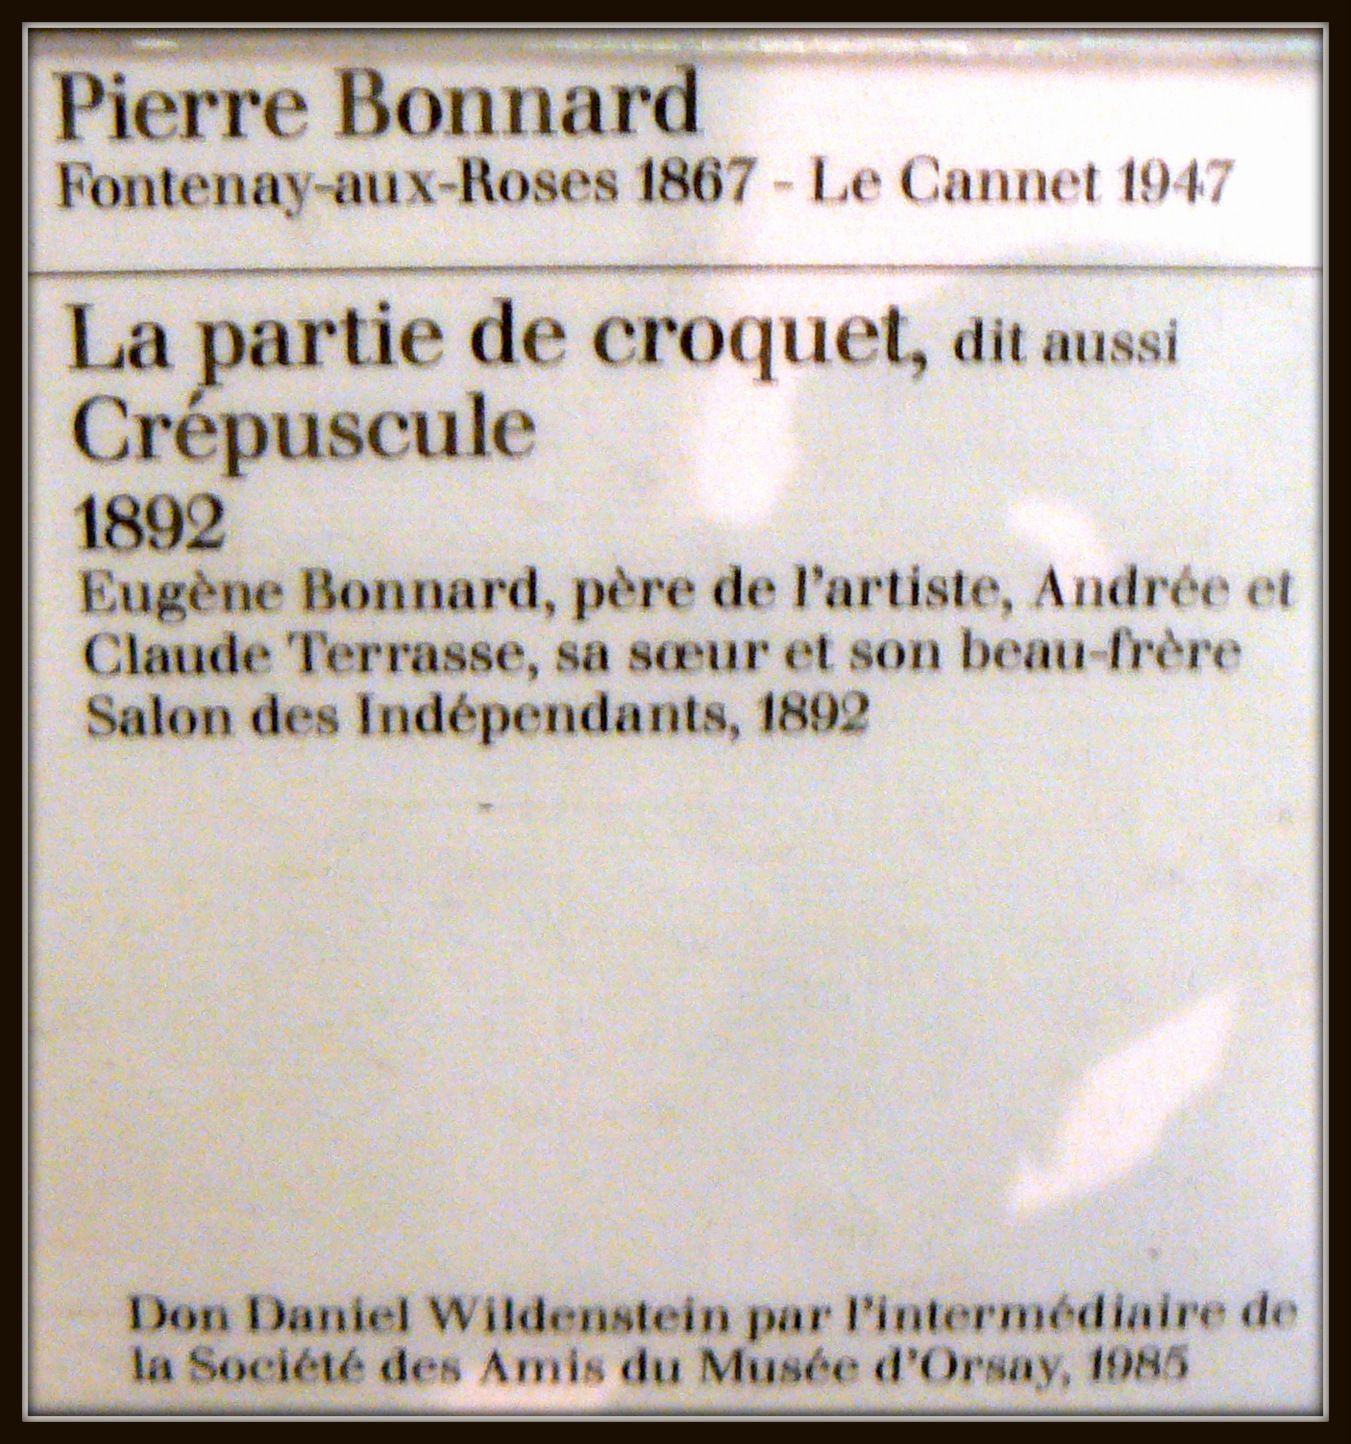 Pierre Bonnard
Fontenay-aux-Roses 1867 - Le Cannet 1947
La partie de croquet, dit aussi
Crépuscule
1892
Eugène Bonnard, père de l'artiste, Andrée et
Claude Terrasse, sa sœur et son beau-frère
Salon des Indépendants, 1892
Don Daniel Wildenstein par l'intermédiaire de
la Société des Amis du Musée d'Orsay, 1985